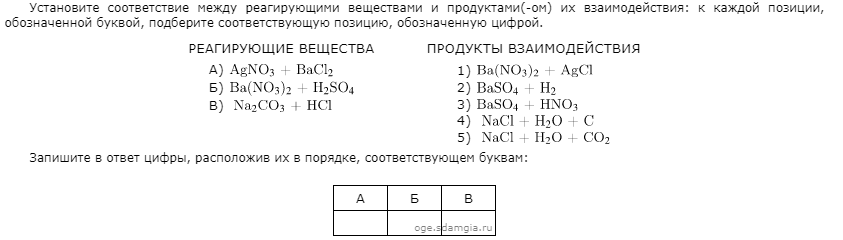 Установите соответствие между реагирующими веществами и продуктами(-ом) их взаимодействия: к каждой позиции,
обозначенной буквой, подберите соответствующую позицию, обозначенную цифрой.
РЕАГИРУЮЩИЕ ВЕЩЕСТВА
А) AgNO₃ + BaCl₂
Б) Ba(NO₃)₂ + H₂SO₄
В) Na₂CO₃ + HCl
ПРОДУКТЫ ВЗАИМОДЕЙСТВИЯ
1) Ba(NO₃)₂ + AgCl
2) BaSO₄ + H₂
3) BaSO₄ + HNO₃
4) NaCl + H₂O + C
5) NaCl + H₂O + CO₂
Запишите в ответ цифры, расположив их в порядке, соответствующем буквам:
А Б В
oge.sdamgia.ru